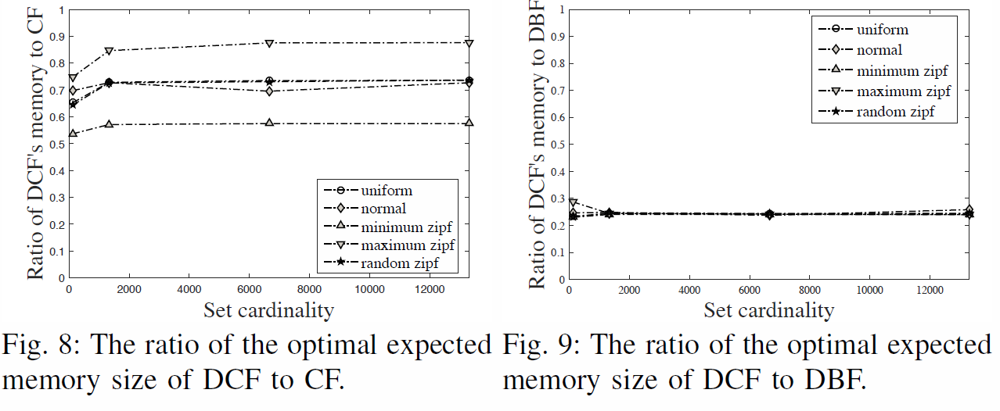 Ratio of DCF's memory to CF
1
0.9
0.8
0.7
0.6
0.5
0.4
0.3
0.2
0.1
0
0 2000 4000 6000 8000 10000 12000
Set cardinality
uniform
normal
minimum zipf
maximum zipf
random zipf
Fig. 8: The ratio of the optimal expected
memory size of DCF to CF.
Ratio of DCF's memory to DBF
1
0.9
0.8
0.7
0.6
0.5
0.4
0.3
0.2
0.1
0
0 2000 4000 6000 8000 10000 12000
Set cardinality
uniform
normal
minimum zipf
maximum zipf
random zipf
Fig. 9: The ratio of the optimal expected
memory size of DCF to DBF.